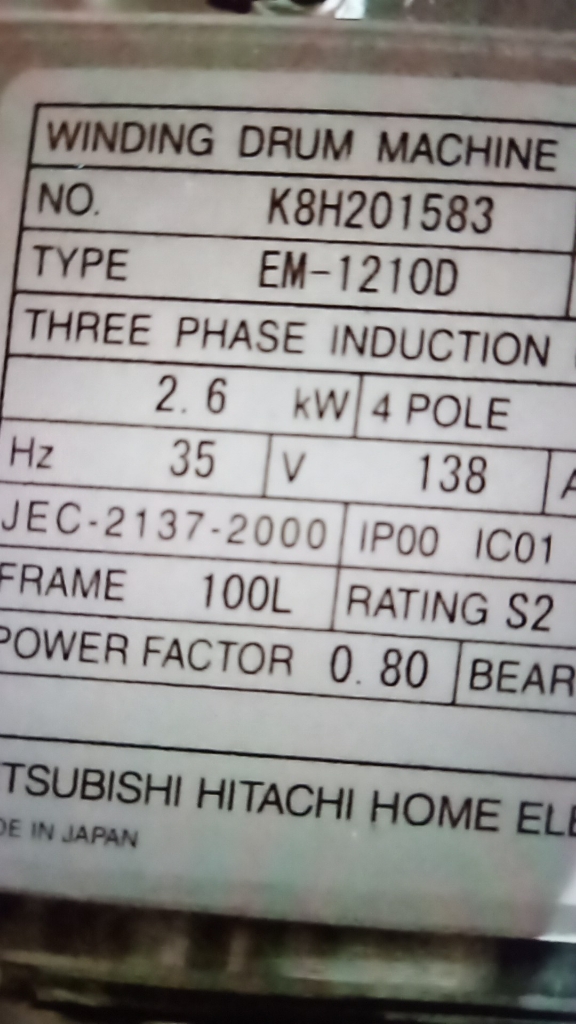 WINDING DRUM MACHINE
NO. K8H201583
TYPE EM-1210D
THREE PHASE INDUCTION
2.6 kW 4 POLE
Hz 35 V 138 A
JEC-2137-2000 IP00 IC01
FRAME 100L RATING S2
POWER FACTOR 0.80 BEAR
TSUBISHI HITACHI HOME ELE
DE IN JAPAN